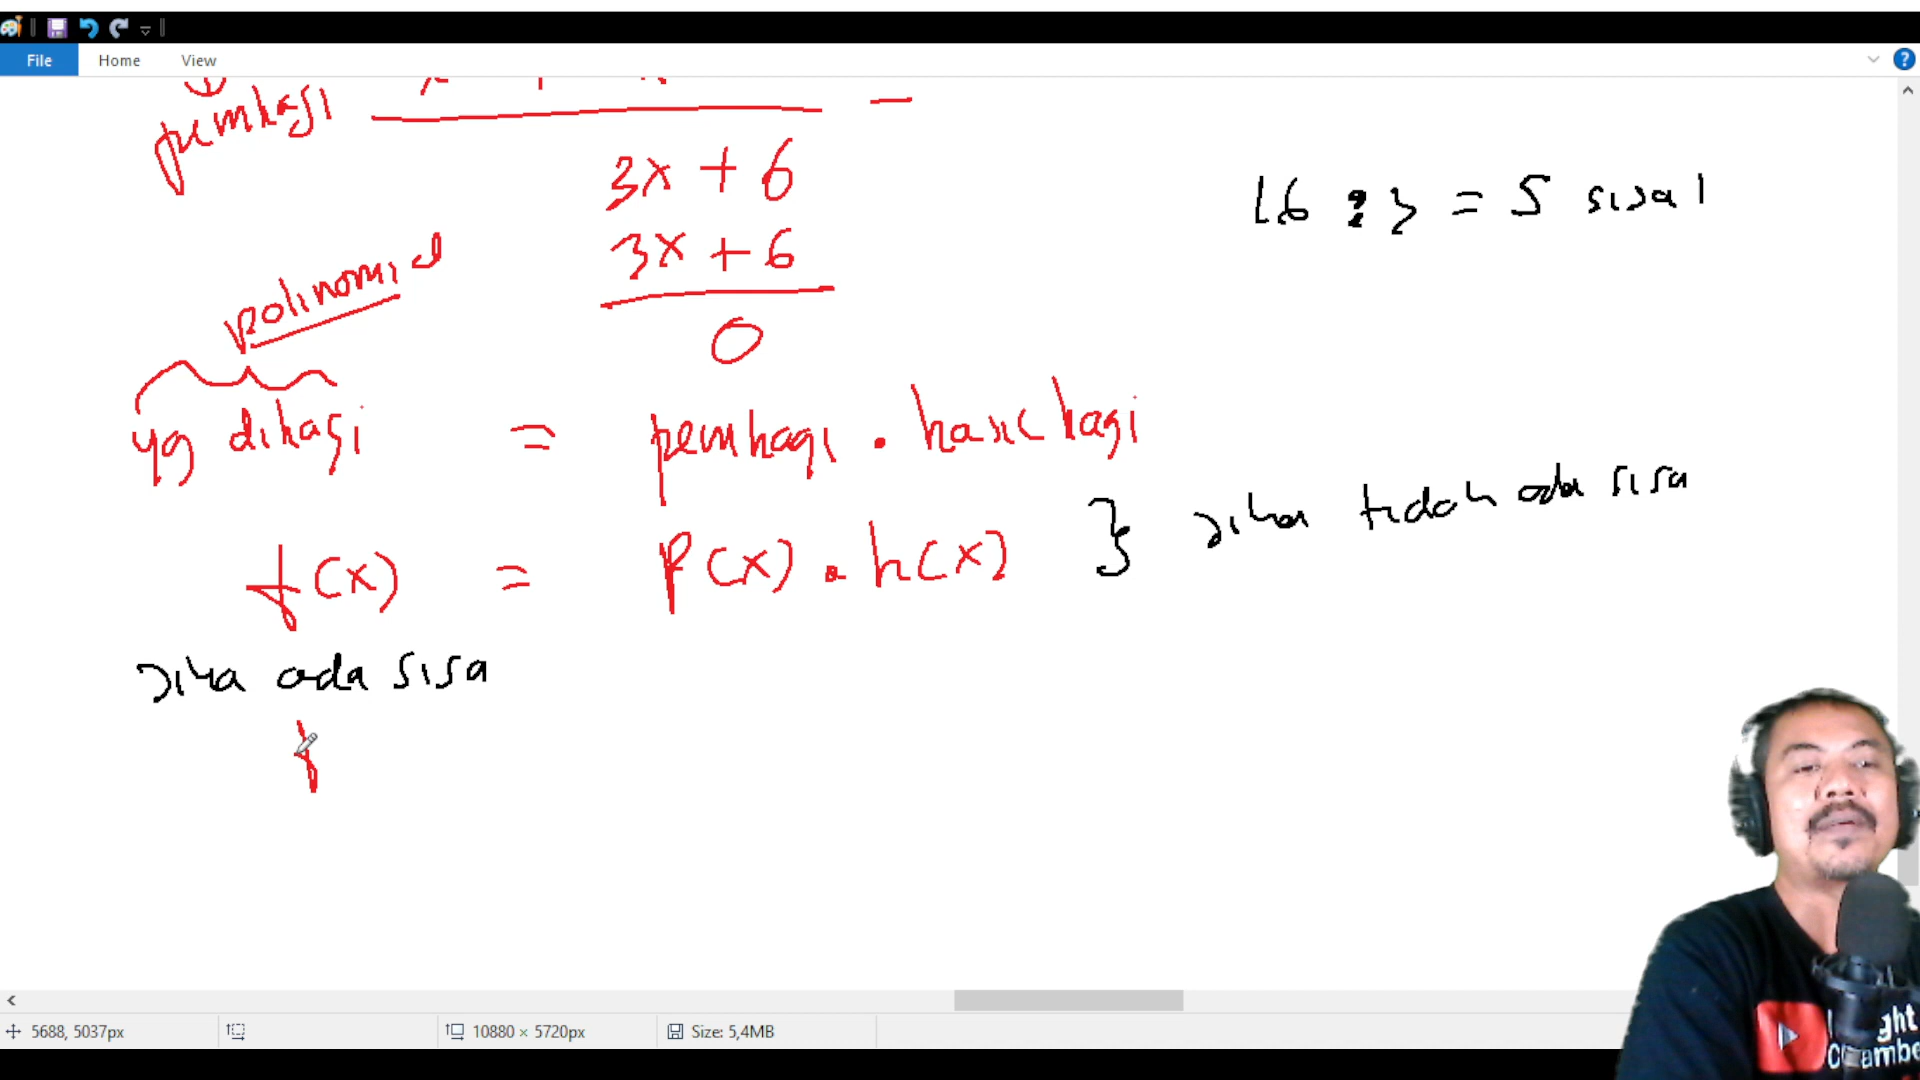 File Home View
pembagi
3x + 6
16 : 3 = 5 sisa 1
3x + 6
polinomial
0
yg dibagi = pembagi . hasil bagi
jika tidak ada sisa
f(x) = P(x) . h(x)
jika ada sisa
f
5688, 5037px 10880 × 5720px Size: 5,4MB